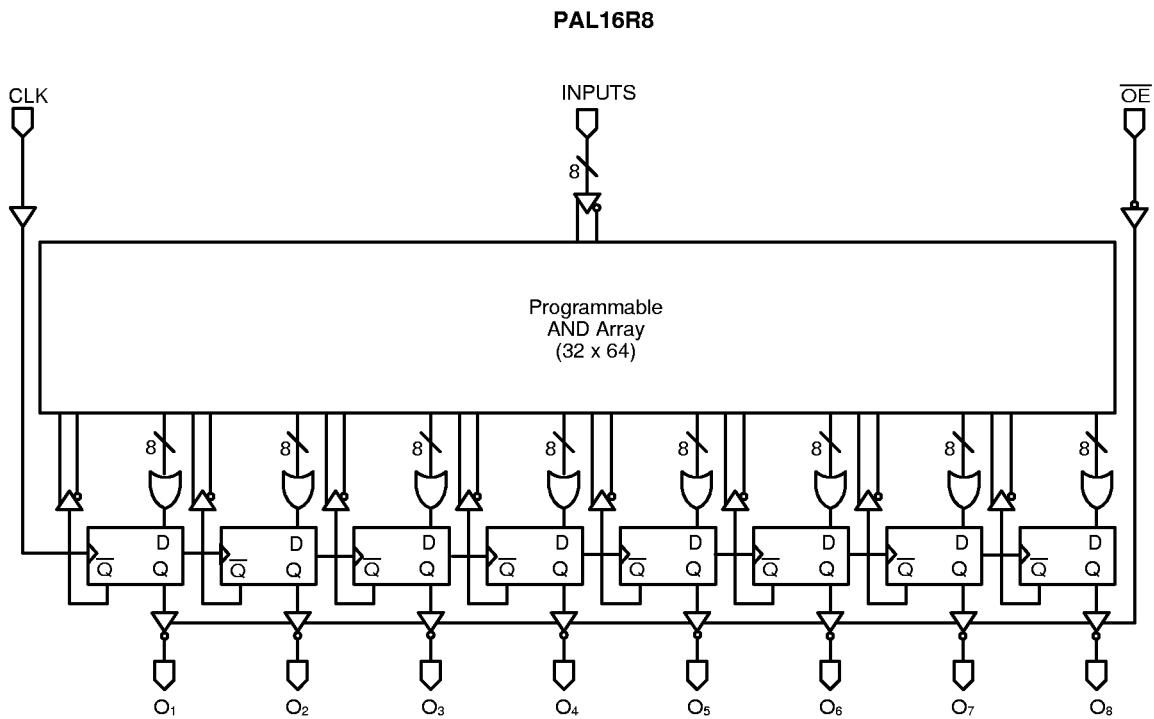 PAL16R8
CLK
INPUTS
O̅E̅
8
Programmable
AND Array
(32 x 64)
8 8 8 8 8 8 8 8
D D D D D D D D
Q̅ Q Q̅ Q Q̅ Q Q̅ Q Q̅ Q Q̅ Q Q̅ Q Q̅ Q
O₁ O₂ O₃ O₄ O₅ O₆ O₇ O₈